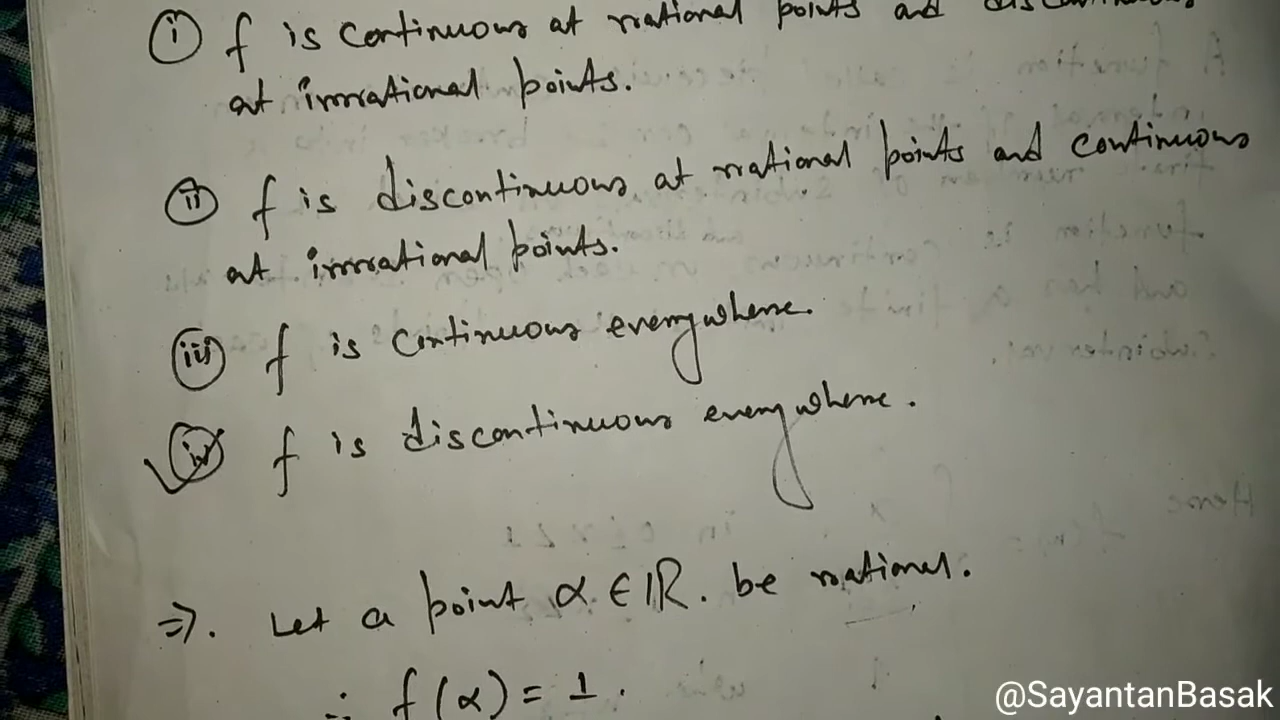 (i) f is continuous at rational points and
at irrational points.
(ii) f is discontinuous at rational points and continuous
at irrational points.
(iii) f is continuous everywhere.
(iv) f is discontinuous everywhere.
⇒. Let a point α ∈ ℝ. be rational.
∴ f(α) = 1.
@SayantanBasak